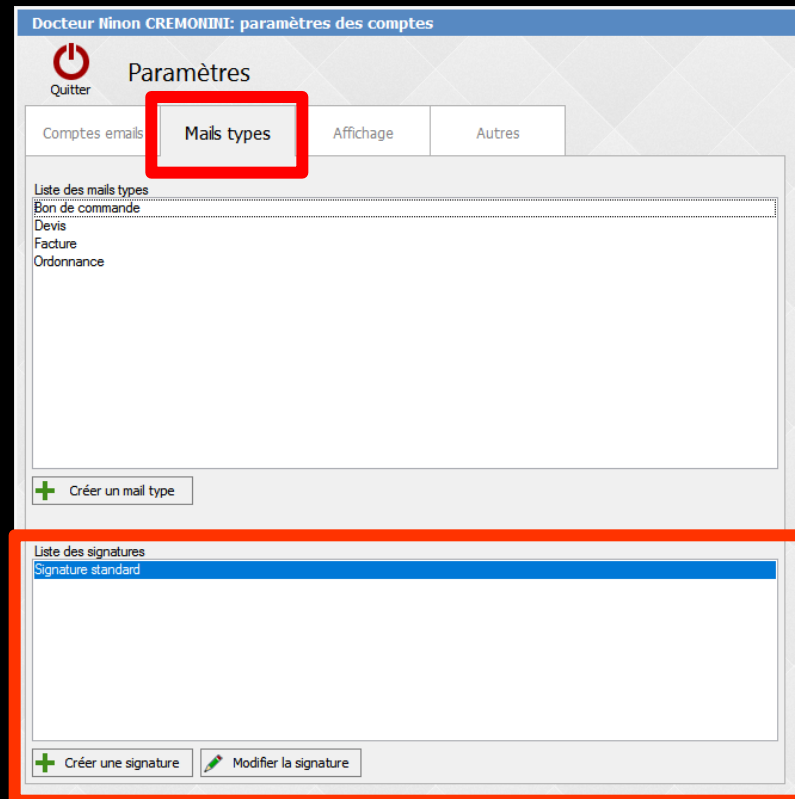 Docteur Ninon CREMONINI: paramètres des comptes
Quitter
Paramètres
Comptes emails Mails types Affichage Autres
Liste des mails types
Bon de commande
Devis
Facture
Ordonnance
Créer un mail type
Liste des signatures
Signature standard
Créer une signature Modifier la signature